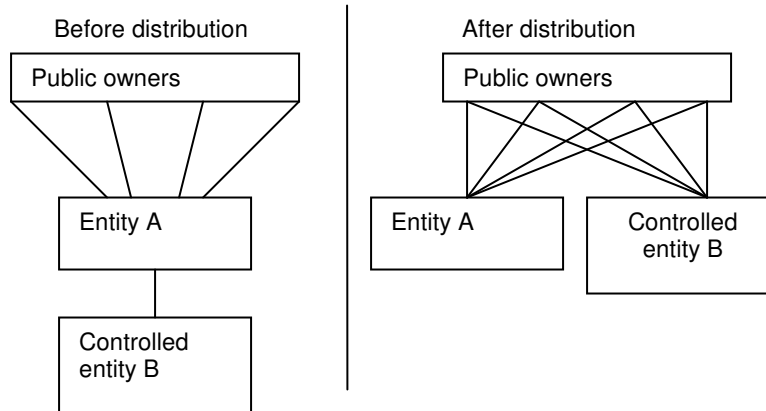 Before distribution
Public owners
Entity A
Controlled
entity B
After distribution
Public owners
Entity A
Controlled
entity B